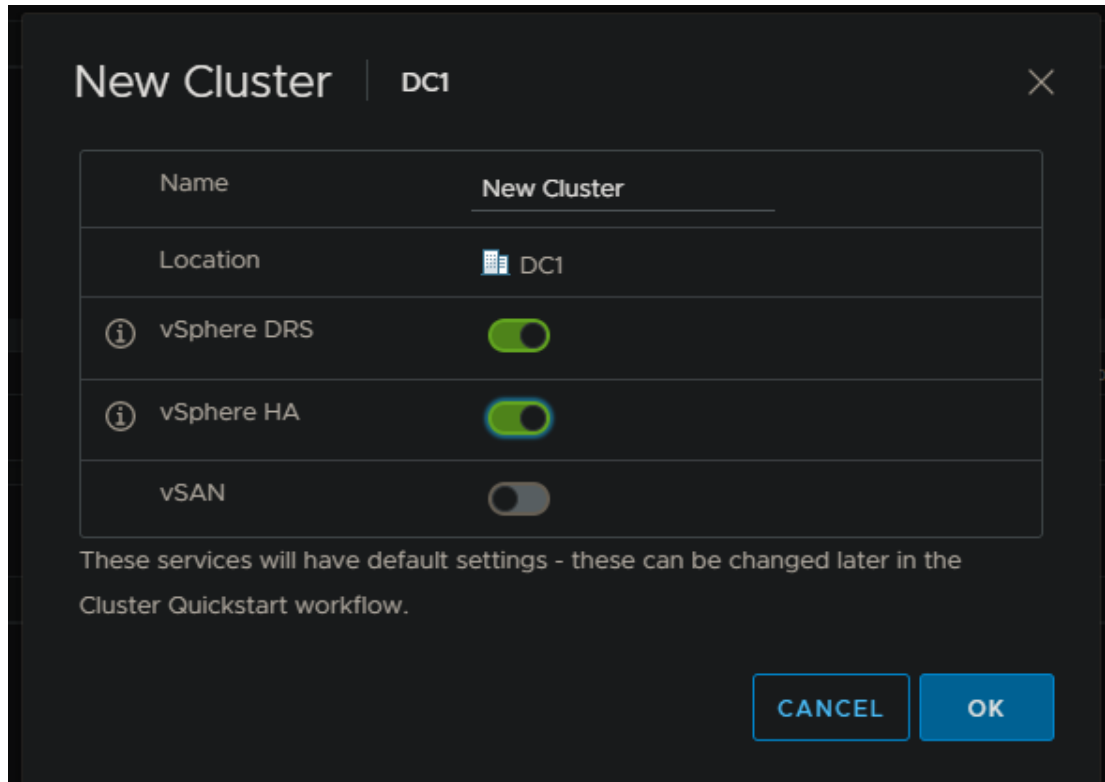 New Cluster DC1
Name New Cluster
Location DC1
vSphere DRS
vSphere HA
vSAN
These services will have default settings - these can be changed later in the
Cluster Quickstart workflow.
CANCEL OK